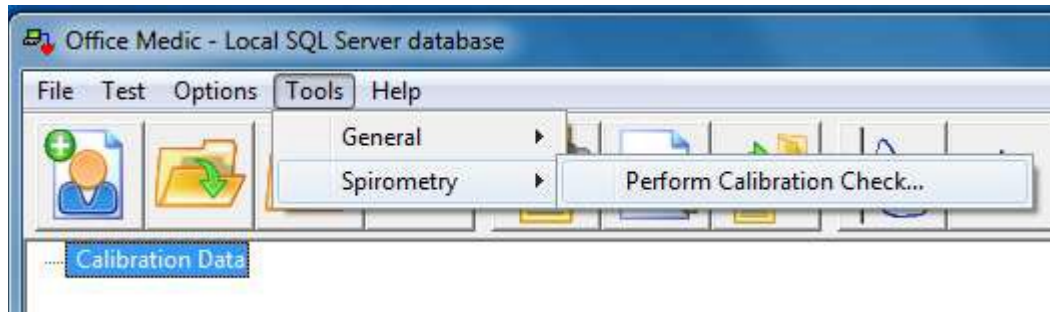 Office Medic - Local SQL Server database
File Test Options Tools Help
General
Spirometry Perform Calibration Check...
Calibration Data